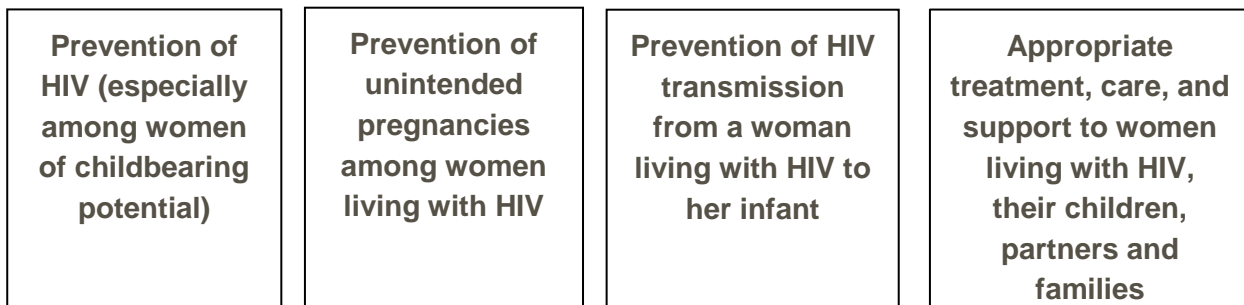 Prevention of
HIV (especially
among women
of childbearing
potential)
Prevention of
unintended
pregnancies
among women
living with HIV
Prevention of HIV
transmission
from a woman
living with HIV to
her infant
Appropriate
treatment, care, and
support to women
living with HIV,
their children,
partners and
families